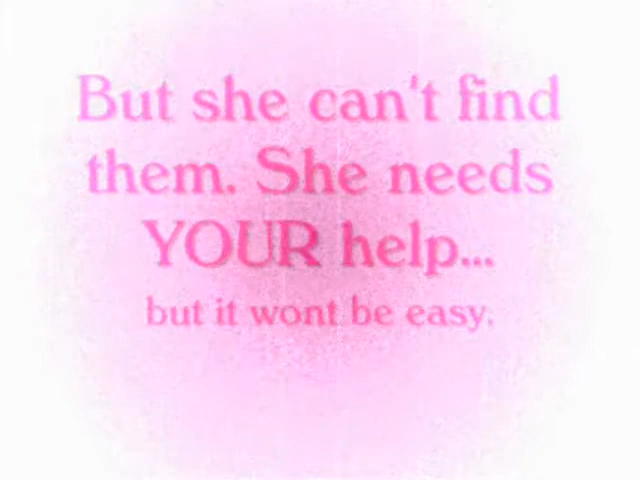 But she can't find
them. She needs
YOUR help...
but it wont be easy.